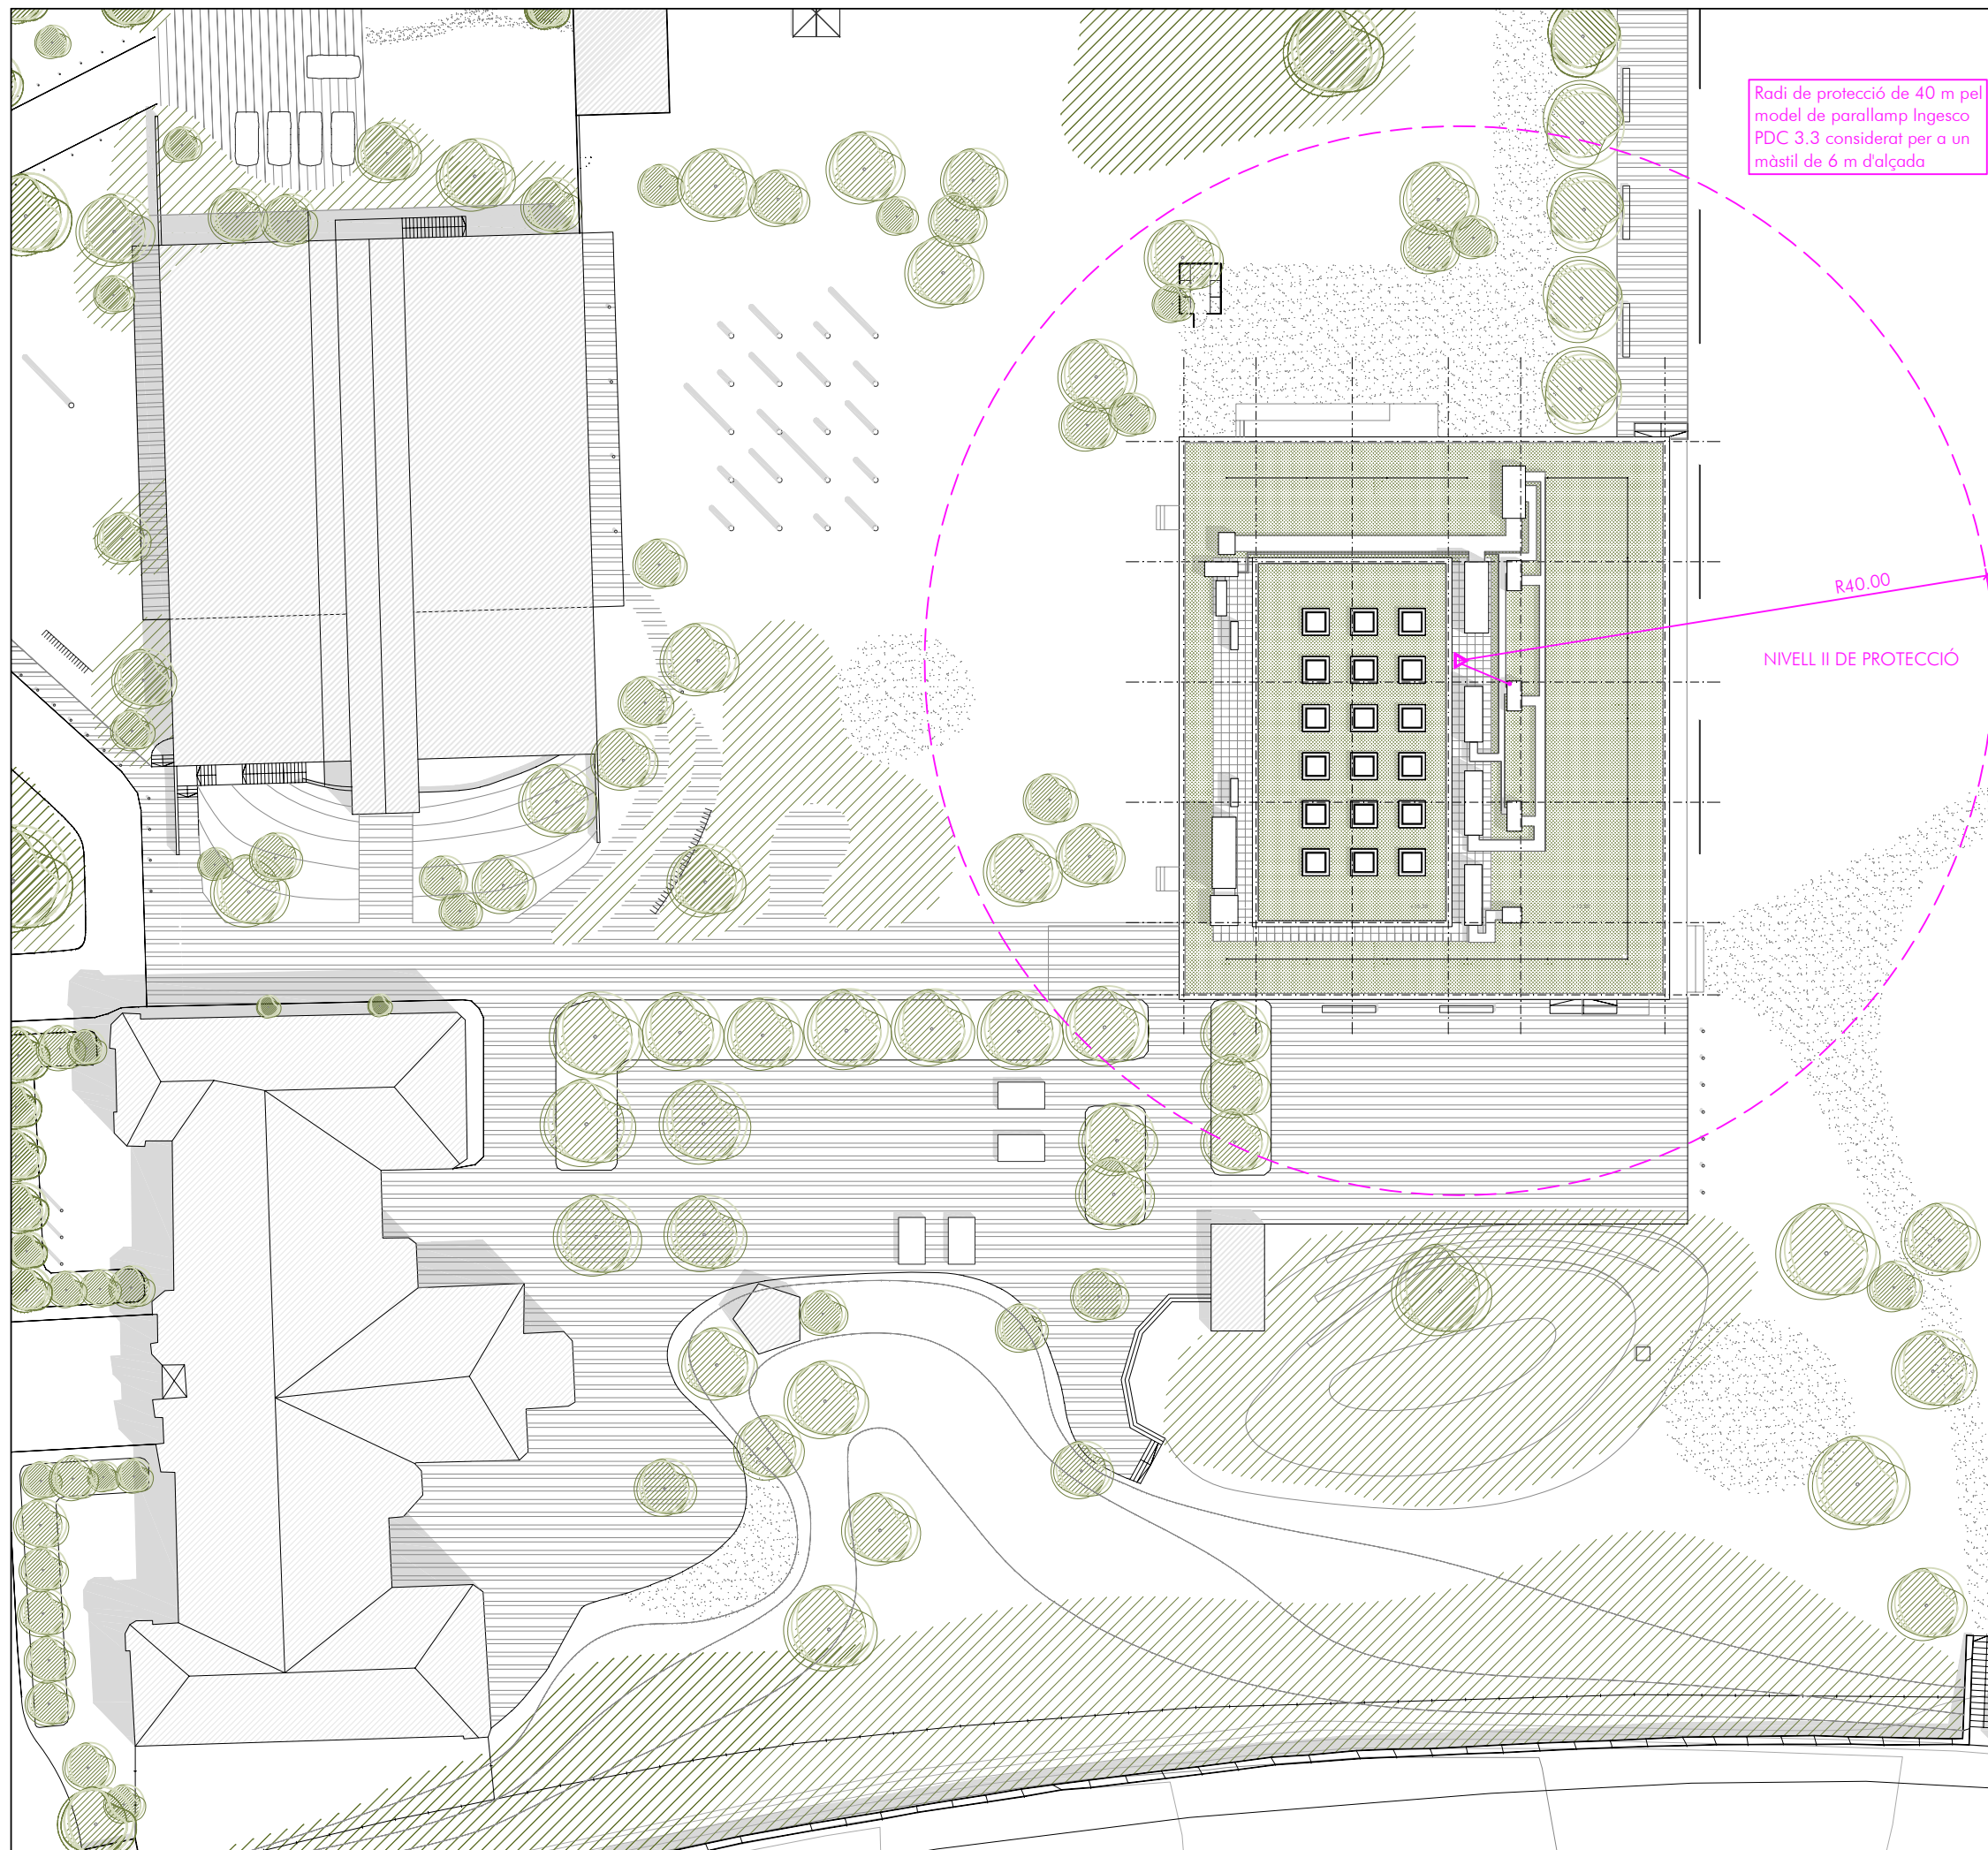 Radi de protecció de 40 m pel
model de parallamp Ingesco
PDC 3.3 considerat per a un
màstil de 6 m d'alçada
R40.00
NIVELL II DE PROTECCIÓ